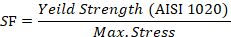 SF = Yeild Strength (AISI 1020)
Max. Stress